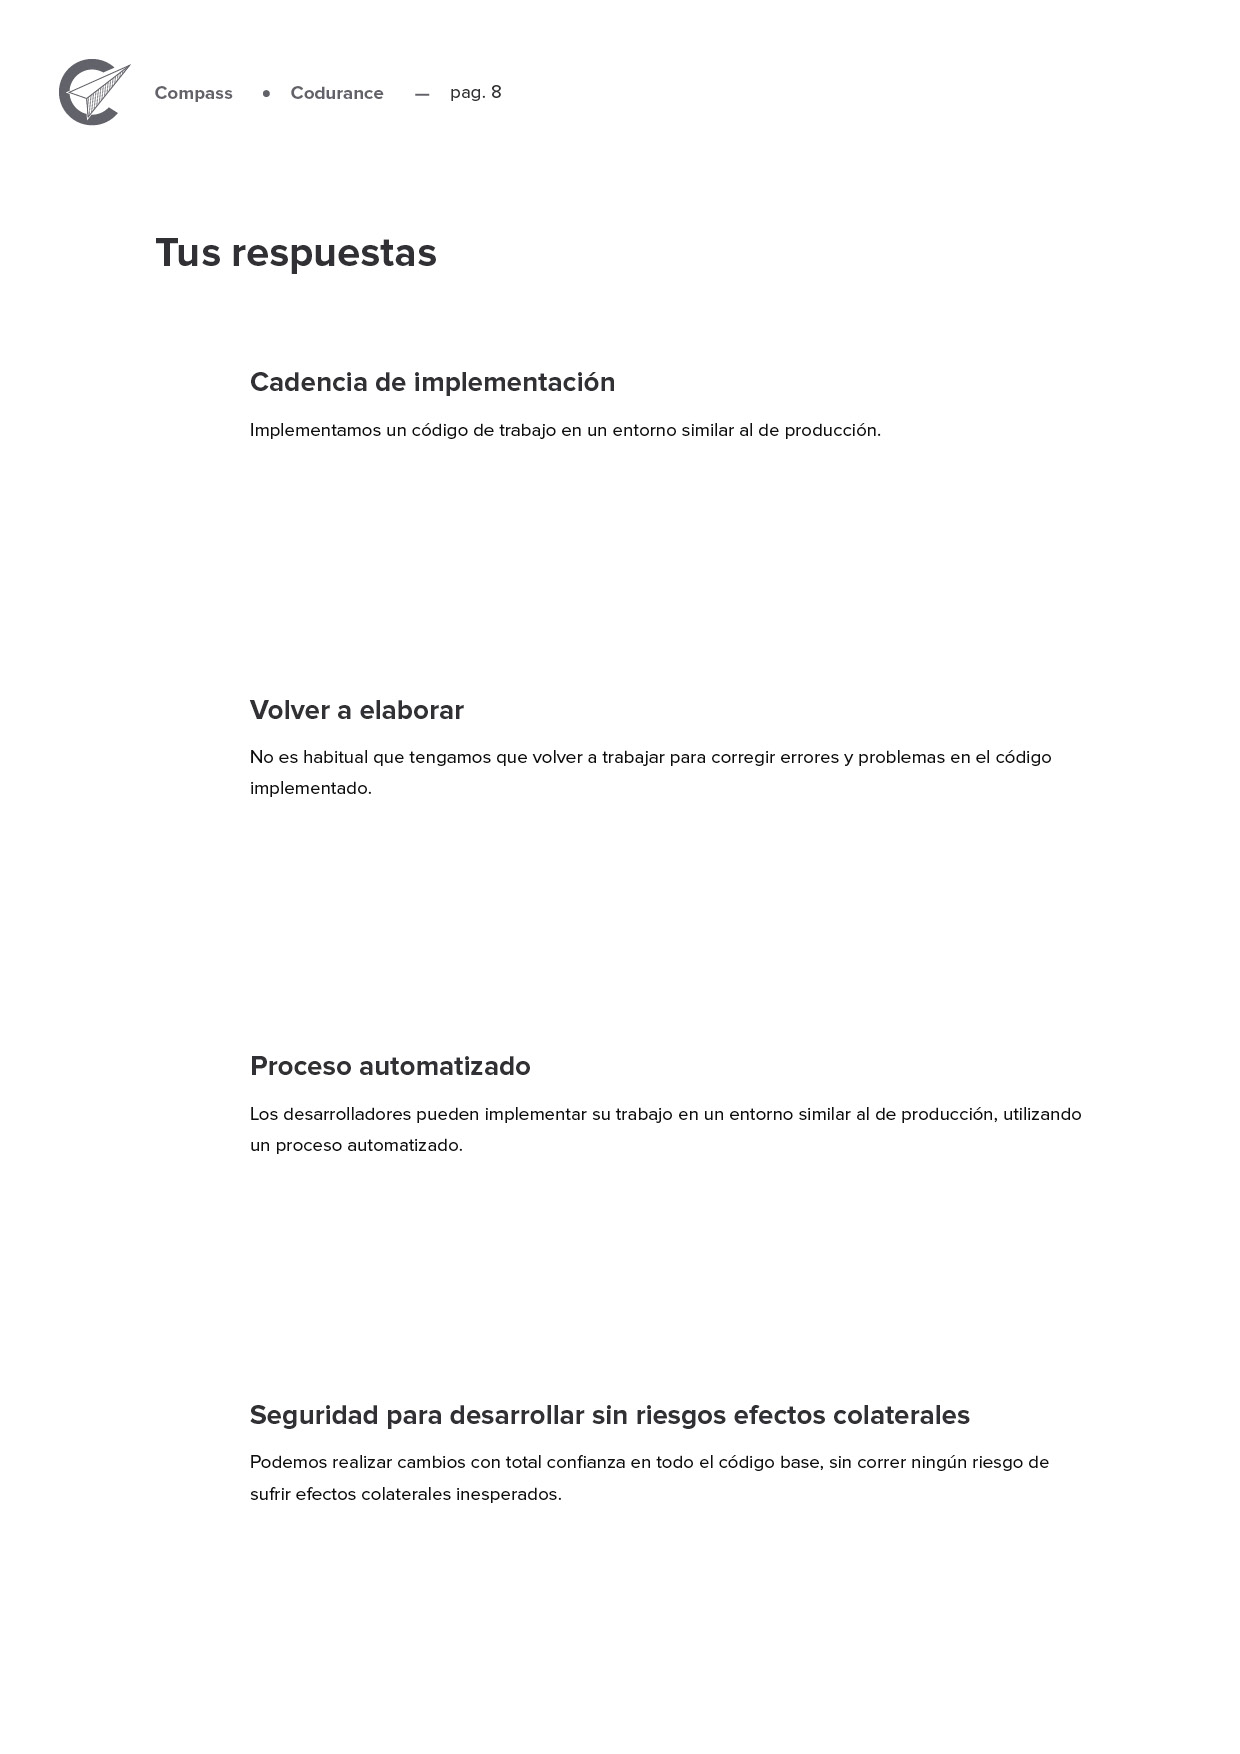 Compass • Codurance — pag. 8
Tus respuestas
Cadencia de implementación
Implementamos un código de trabajo en un entorno similar al de producción.
Volver a elaborar
No es habitual que tengamos que volver a trabajar para corregir errores y problemas en el código
implementado.
Proceso automatizado
Los desarrolladores pueden implementar su trabajo en un entorno similar al de producción, utilizando
un proceso automatizado.
Seguridad para desarrollar sin riesgos efectos colaterales
Podemos realizar cambios con total confianza en todo el código base, sin correr ningún riesgo de
sufrir efectos colaterales inesperados.